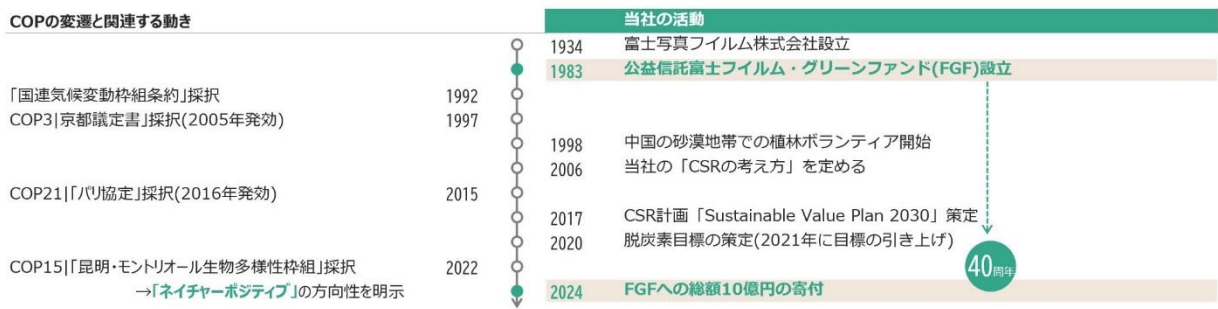 COPの変遷と関連する動き
当社の活動
1934 富士写真フイルム株式会社設立
1983 公益信託富士フイルム・グリーンファンド(FGF)設立
「国連気候変動枠組条約」採択 1992
COP3|京都議定書」採択(2005年発効) 1997
1998 中国の砂漠地帯での植林ボランティア開始
2006 当社の「CSRの考え方」を定める
COP21|「パリ協定」採択(2016年発効) 2015
2017 CSR計画「Sustainable Value Plan 2030」策定
2020 脱炭素目標の策定(2021年に目標の引き上げ)
COP15|「昆明・モントリオール生物多様性枠組」採択 2022
40周年
→「ネイチャーポジティブ」の方向性を明示
2024 FGFへの総額10億円の寄付